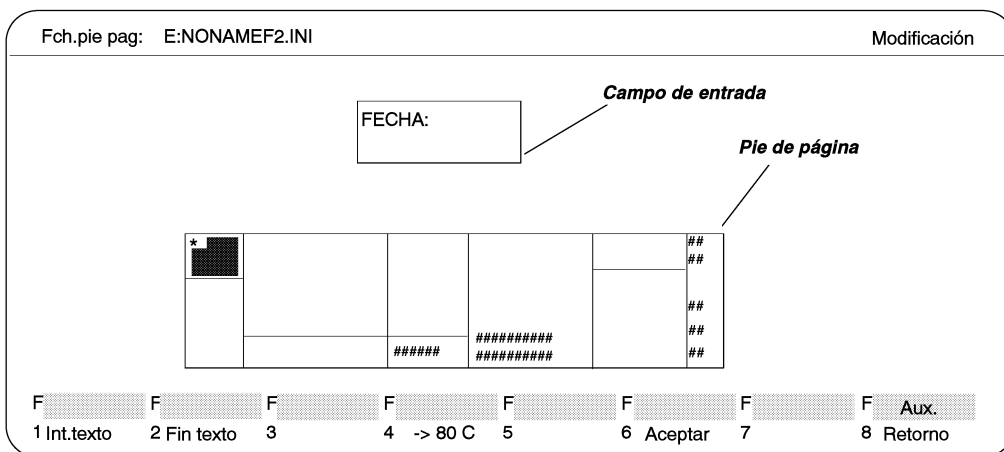 Fch.pie pag: E:NONAMEF2.INI Modificación
Campo de entrada
FECHA:
Pie de página
* ##
##
##
########## ##
###### ########## ##
F F F F F F F F Aux.
1 Int.texto 2 Fin texto 3 4 -> 80 C 5 6 Aceptar 7 8 Retorno